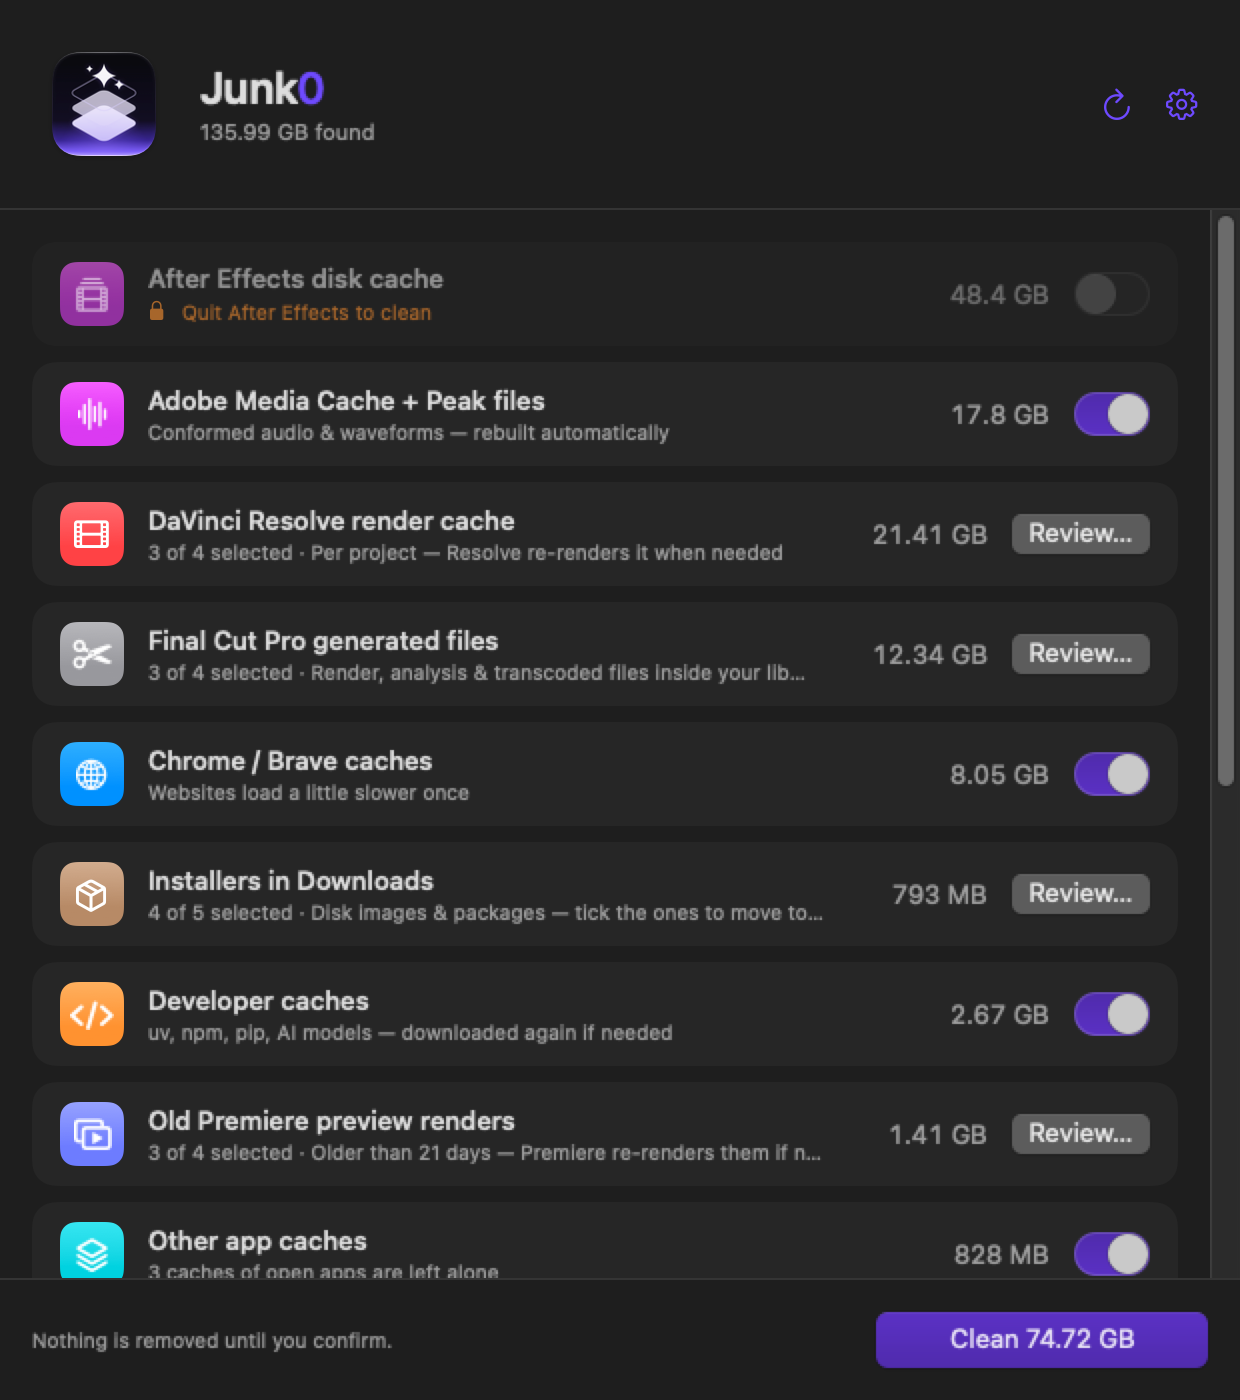 Junk0
135.99 GB found
After Effects disk cache
Quit After Effects to clean
48.4 GB
Adobe Media Cache + Peak files
Conformed audio & waveforms — rebuilt automatically
17.8 GB
DaVinci Resolve render cache
3 of 4 selected · Per project — Resolve re-renders it when needed
21.41 GB
Review...
Final Cut Pro generated files
3 of 4 selected · Render, analysis & transcoded files inside your lib...
12.34 GB
Review...
Chrome / Brave caches
Websites load a little slower once
8.05 GB
Installers in Downloads
4 of 5 selected · Disk images & packages — tick the ones to move to...
793 MB
Review...
Developer caches
uv, npm, pip, AI models — downloaded again if needed
2.67 GB
Old Premiere preview renders
3 of 4 selected · Older than 21 days — Premiere re-renders them if n...
1.41 GB
Review...
Other app caches
3 caches of open apps are left alone
828 MB
Nothing is removed until you confirm.
Clean 74.72 GB